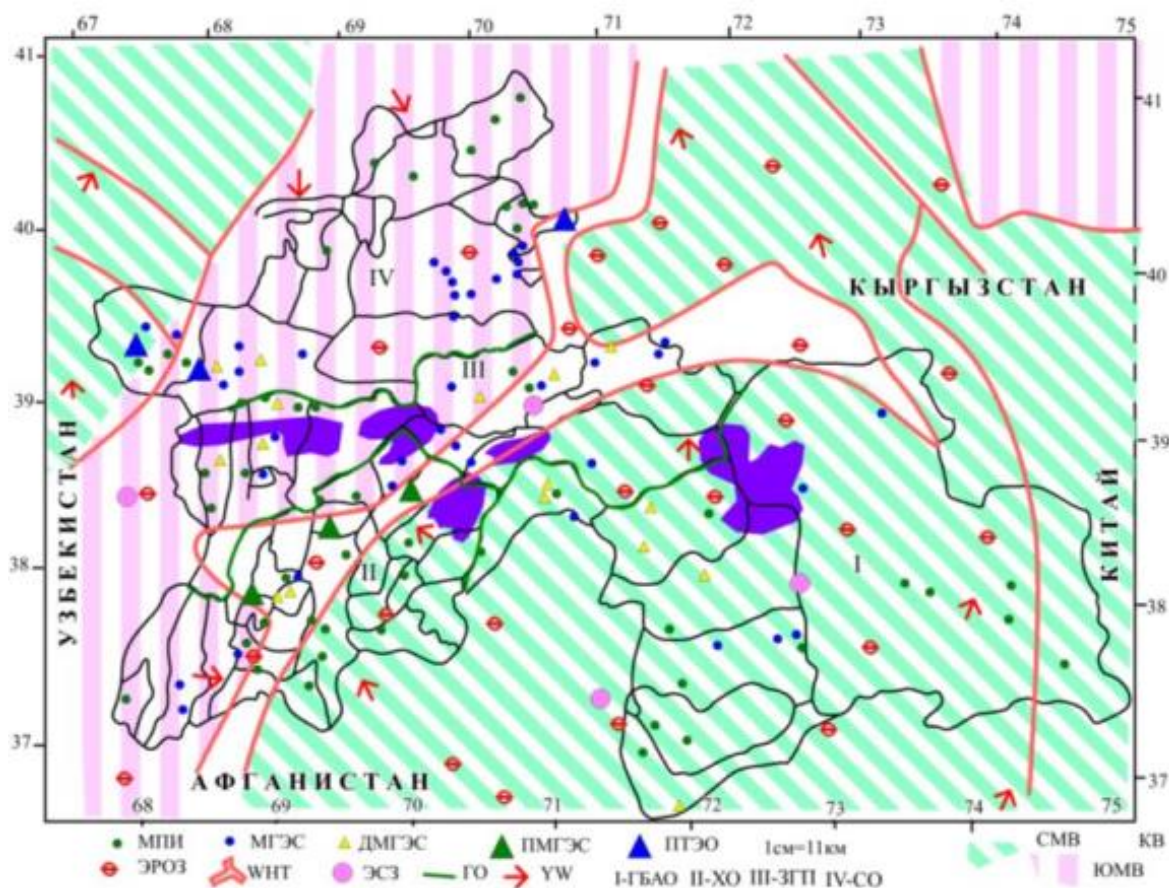 67 68 69 70 71 72 73 74 75
41 41
40 40
IV
КЫРГЫЗСТАН
III
39 39
УЗБЕКИСТАН
КИТАЙ
38 38
II I
37 37
АФГАНИСТАН
68 69 70 71 72 73 74 75
МПИ МГЭС ДМГЭС ПМГЭС ПТЭО 1см=11км СМВ КВ
ЭРОЗ WHT ЭСЗ ГО YW I-ГБАО II-ХО III-ЗГП IV-СО ЮМВ